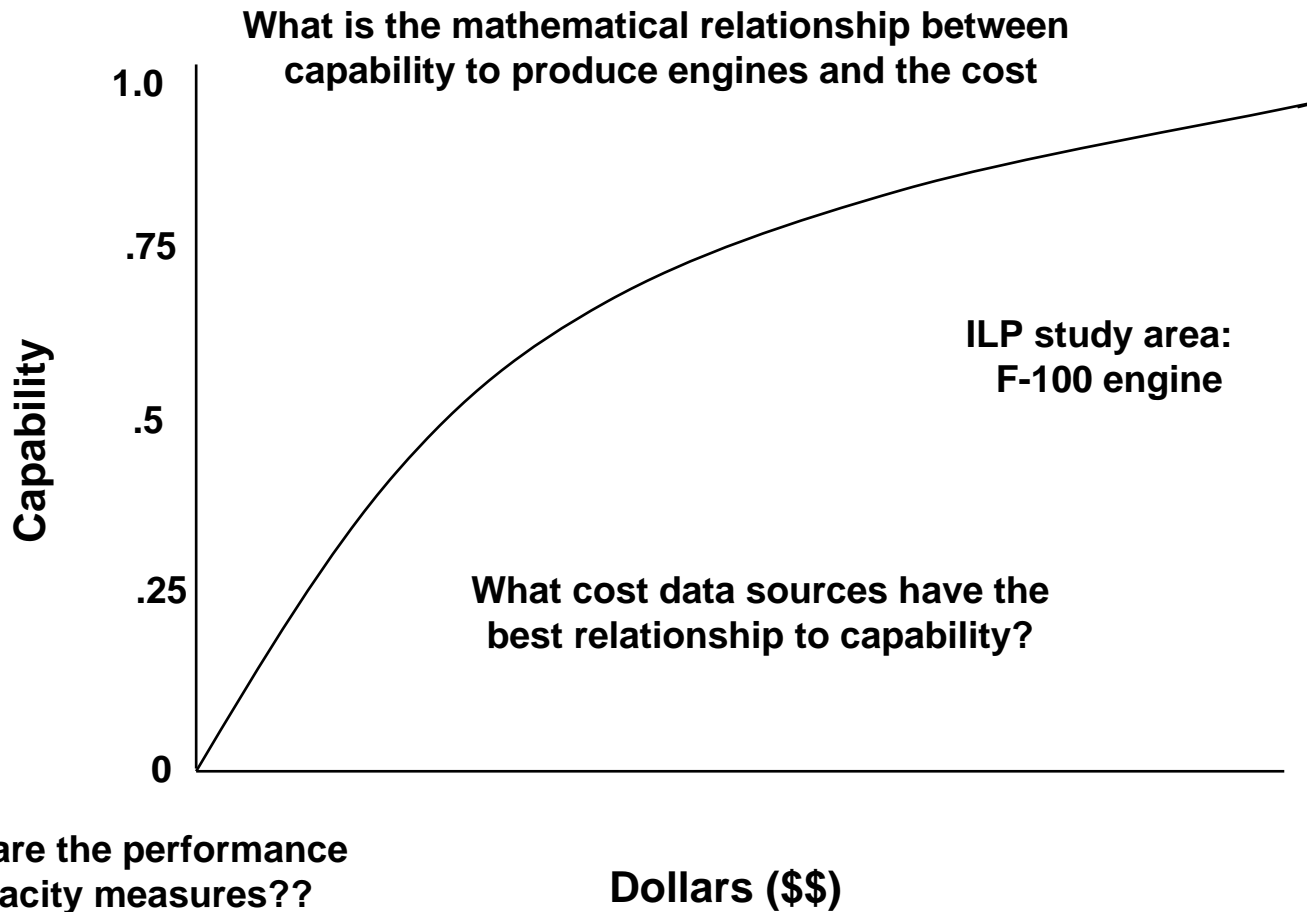 What is the mathematical relationship between
capability to produce engines and the cost
1.0
.75
.5
.25
0
Capability
ILP study area:
F-100 engine
What cost data sources have the
best relationship to capability?
are the performance
acity measures??
Dollars ($$)